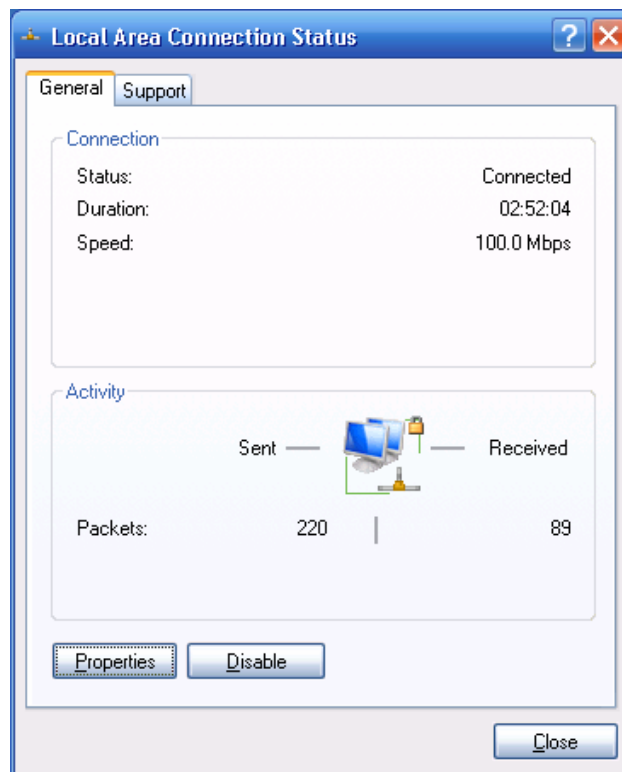 Local Area Connection Status
General Support
Connection
Status: Connected
Duration: 02:52:04
Speed: 100.0 Mbps
Activity
Sent Received
Packets: 220 89
Properties Disable
Close